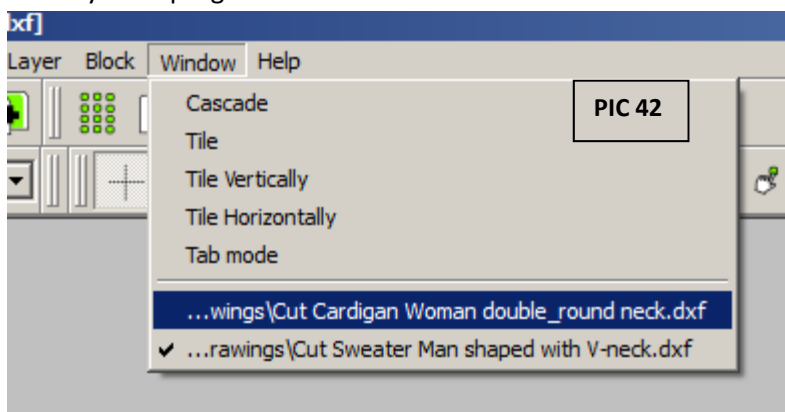 lxf]
Layer Block Window Help
Cascade
PIC 42
Tile
Tile Vertically
Tile Horizontally
Tab mode
...wings\Cut Cardigan Woman double_round neck.dxf
✔ ...rawings\Cut Sweater Man shaped with V-neck.dxf